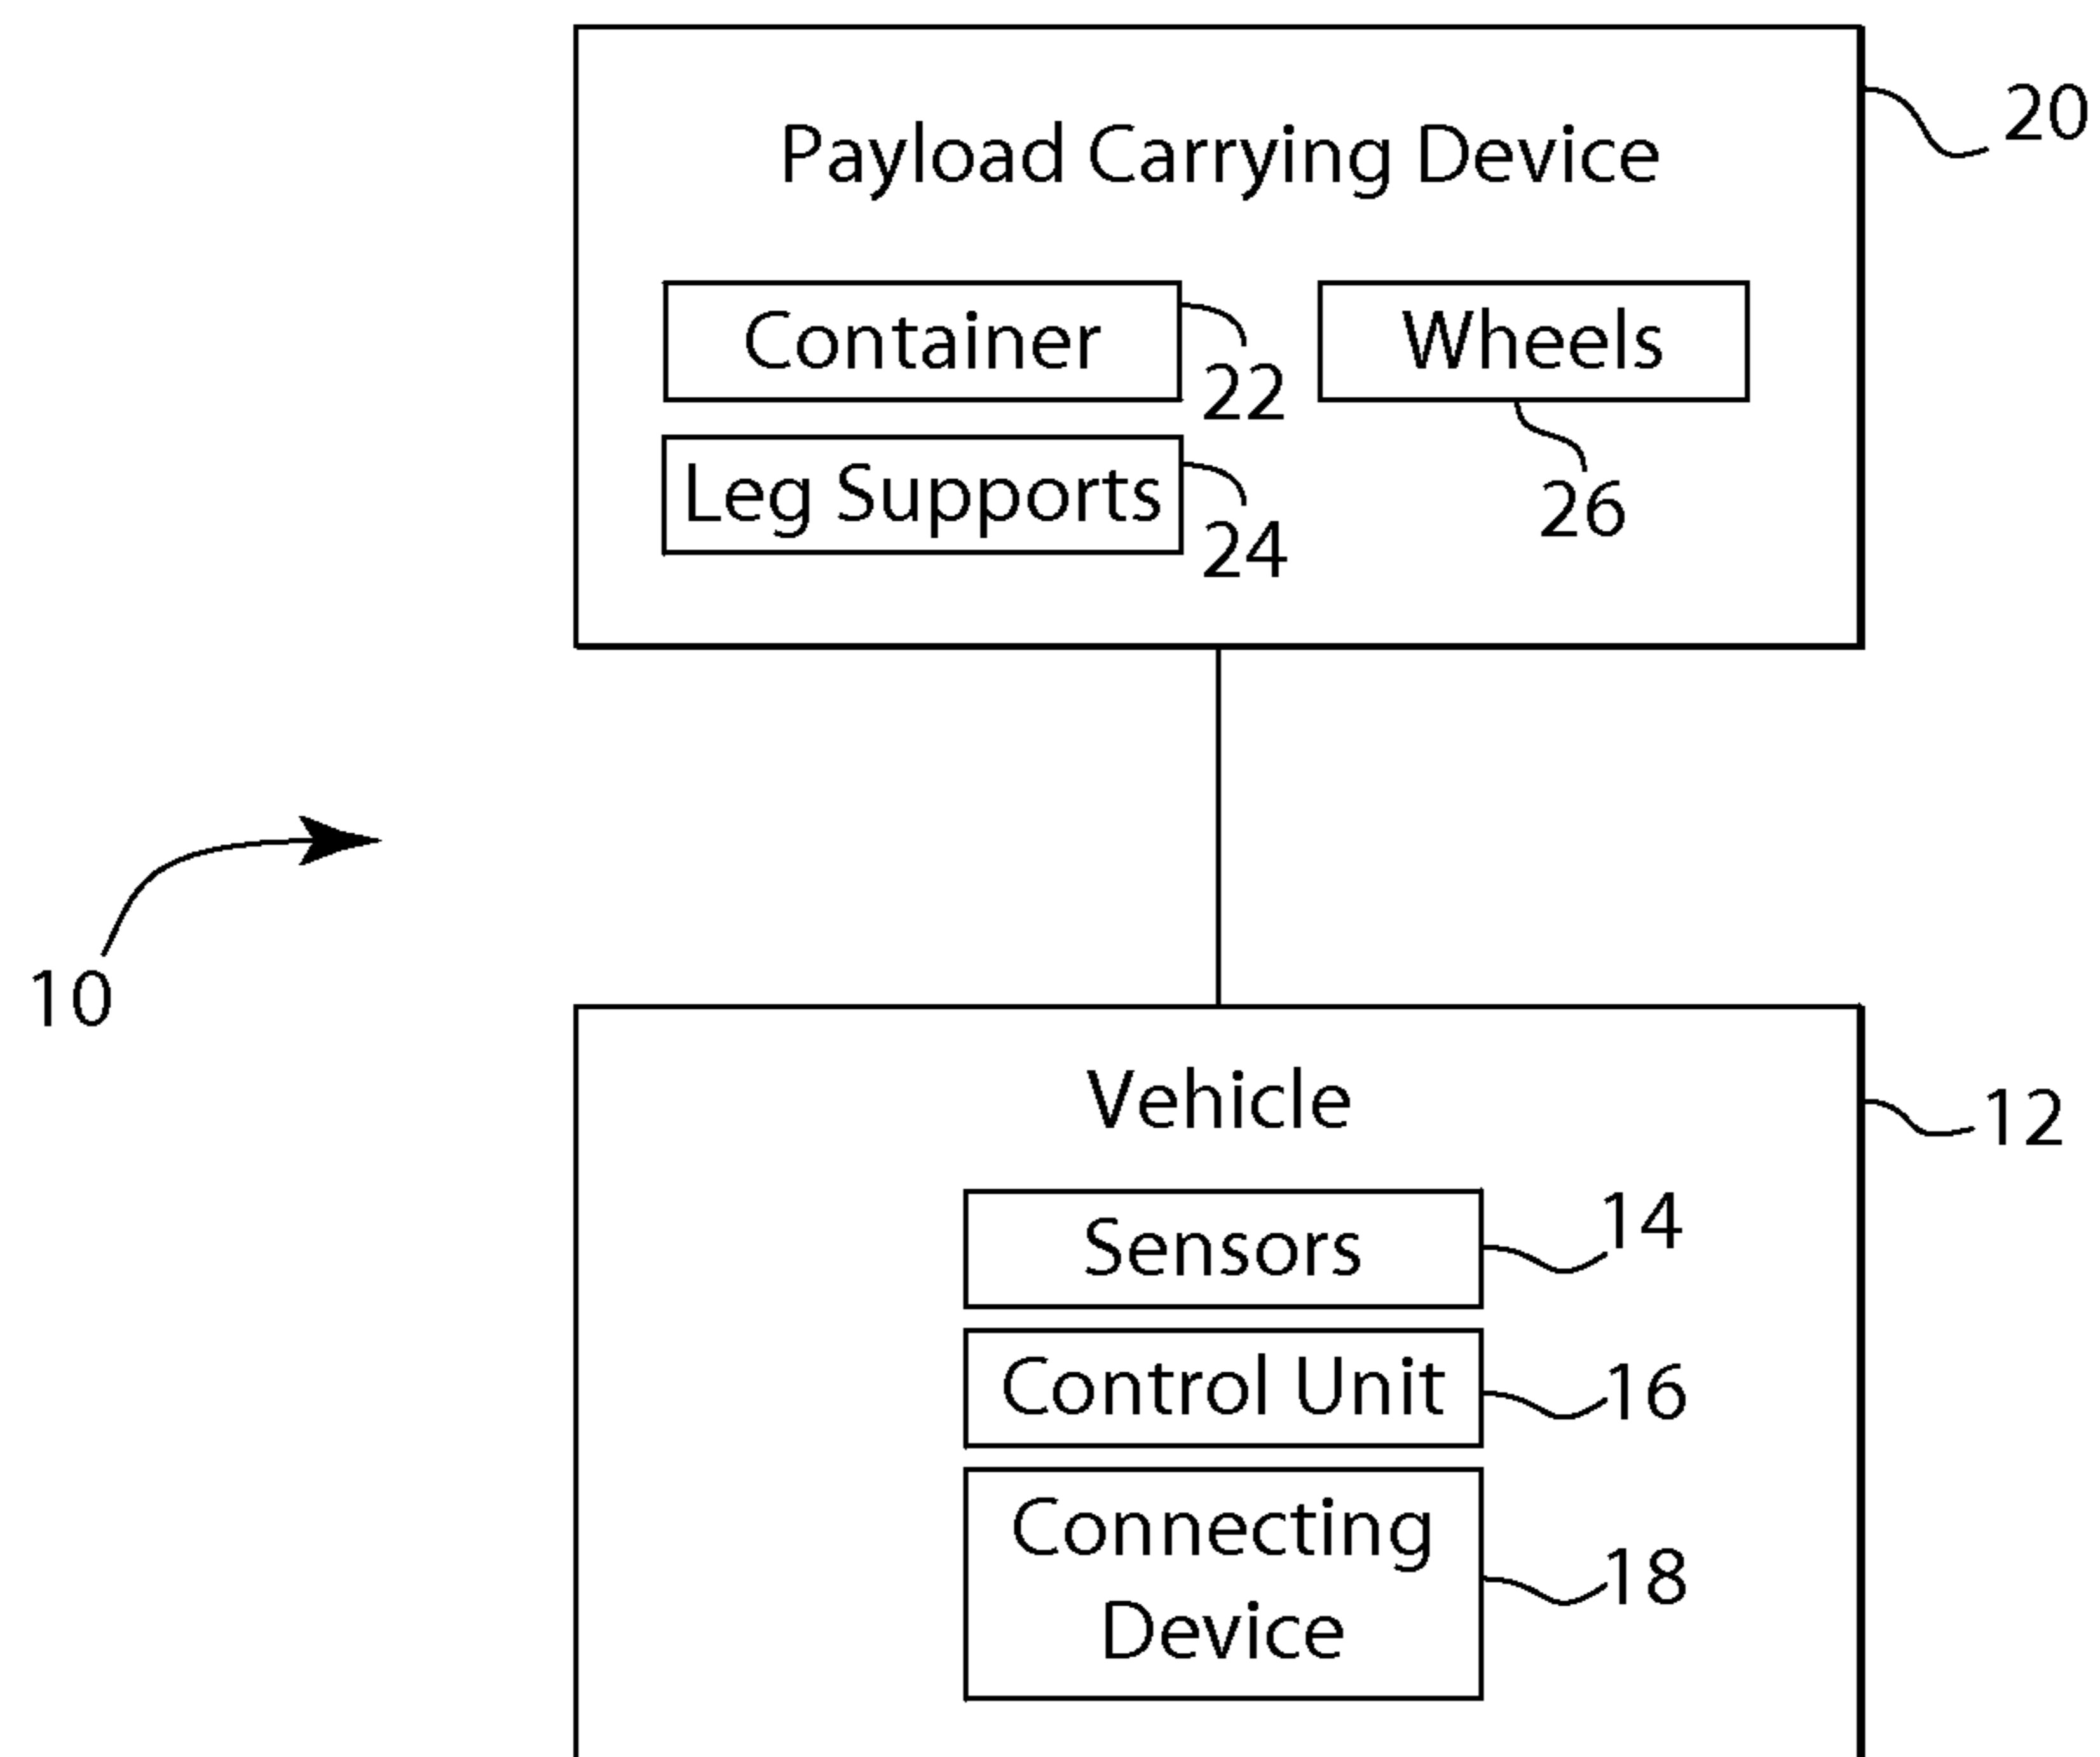 Payload Carrying Device
20
Container
22
Wheels
26
Leg Supports
24
10
Vehicle
12
Sensors
14
Control Unit
16
Connecting
Device
18